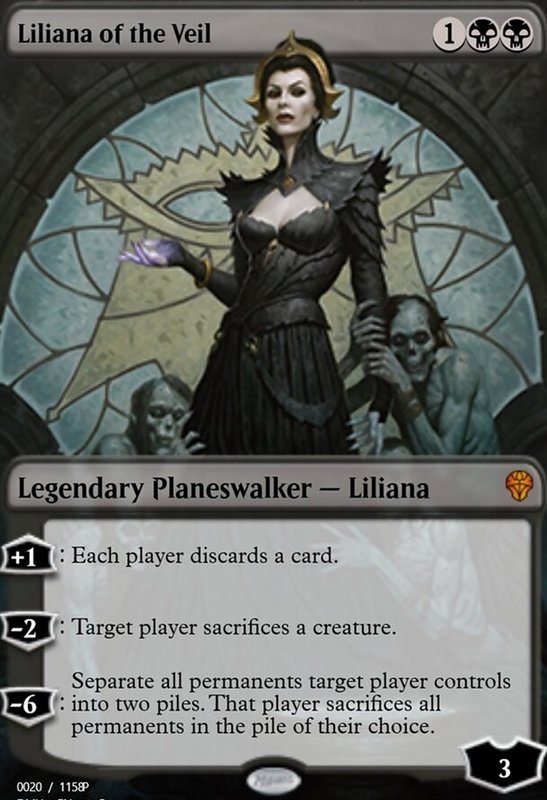 Liliana of the Veil 1
Legendary Planeswalker — Liliana
+1 : Each player discards a card.
−2 : Target player sacrifices a creature.
Separate all permanents target player controls
−6 : into two piles. That player sacrifices all
permanents in the pile of their choice.
3
0020 / 1158P